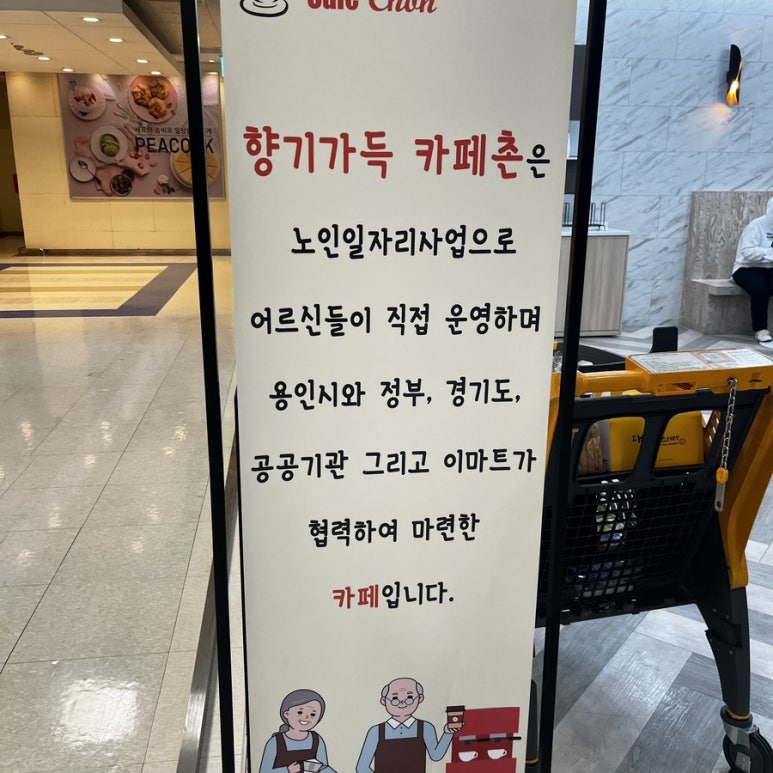 Cafe Chon
향기가득 카페촌은
노인일자리사업으로
어르신들이 직접 운영하며
용인시와 정부, 경기도,
공공기관 그리고 이마트가
협력하여 마련한
카페입니다.
PEACOCK